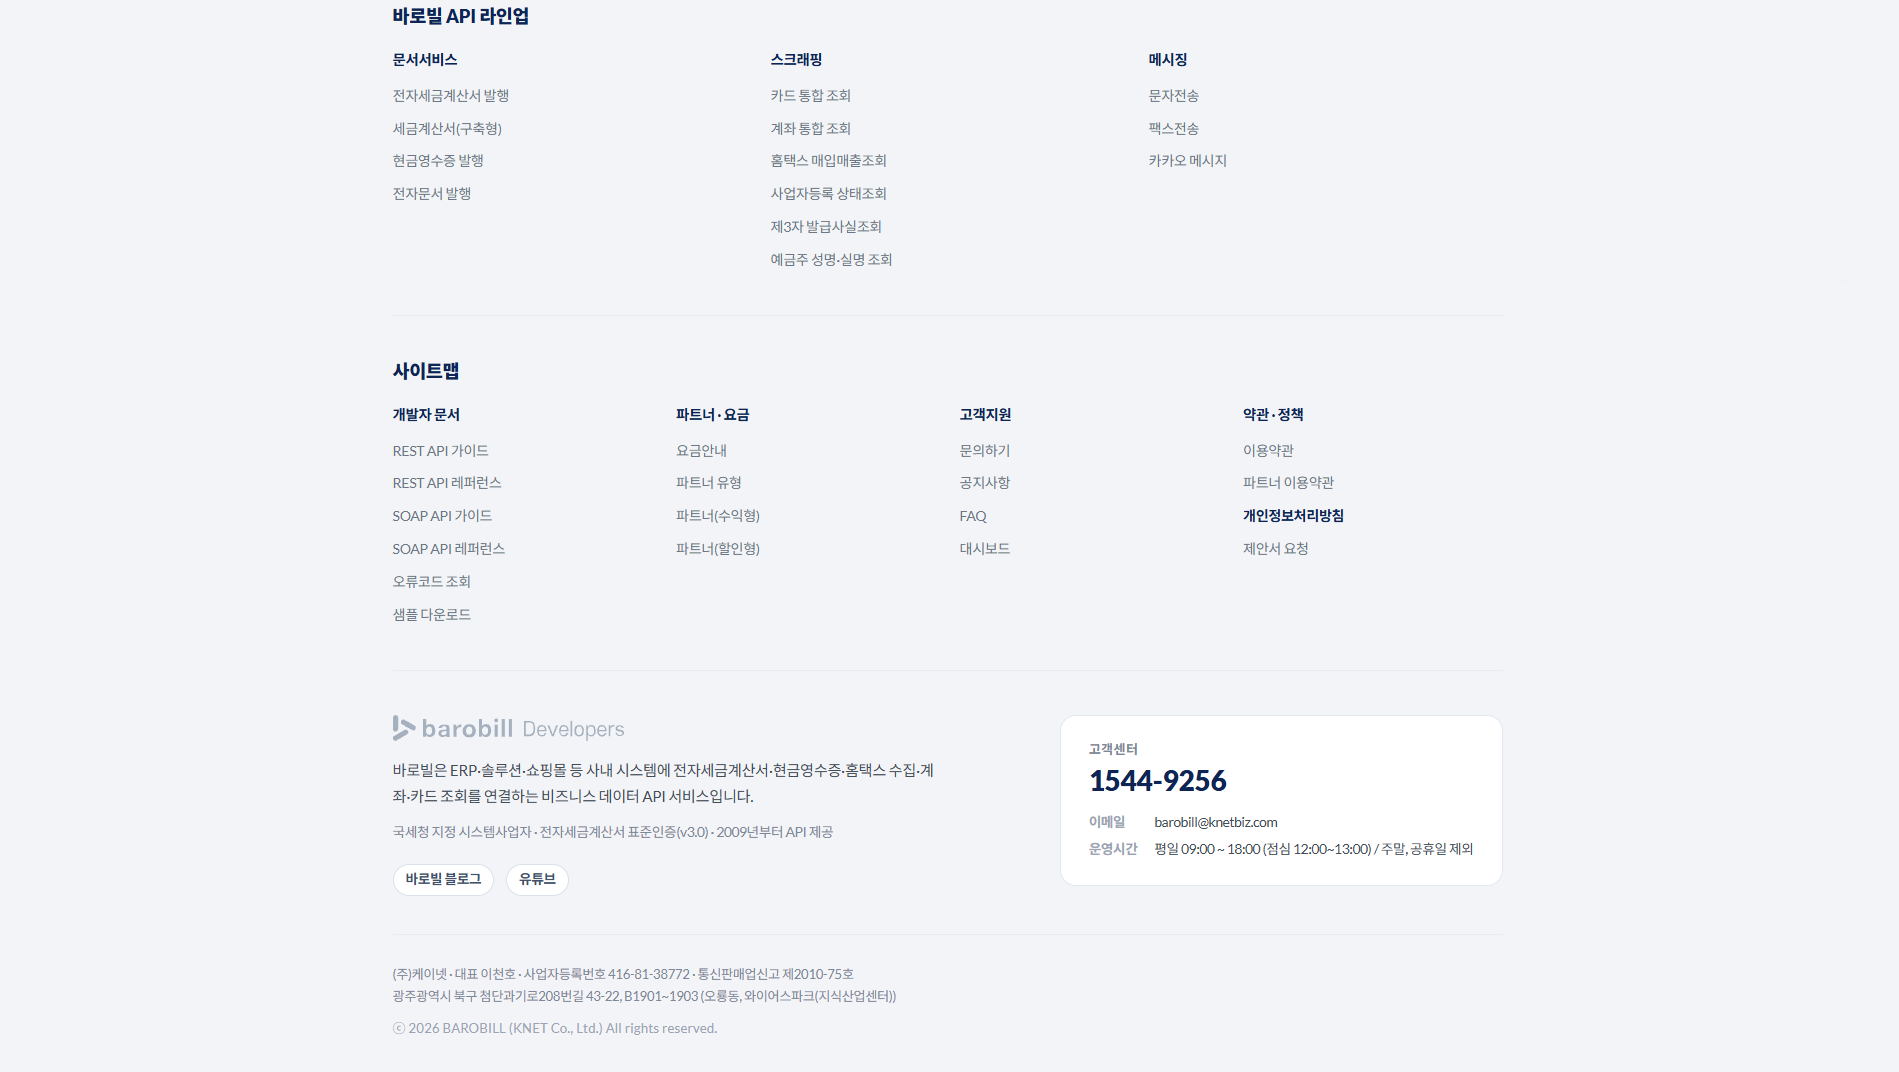 바로빌 API 라인업
문서서비스
전자세금계산서 발행
세금계산서(구축형)
현금영수증 발행
전자문서 발행
스크래핑
카드 통합 조회
계좌 통합 조회
홈택스 매입매출조회
사업자등록 상태조회
제3자 발급사실조회
예금주 성명·실명 조회
메시징
문자전송
팩스전송
카카오 메시지
사이트맵
개발자 문서
REST API 가이드
REST API 레퍼런스
SOAP API 가이드
SOAP API 레퍼런스
오류코드 조회
샘플 다운로드
파트너 · 요금
요금안내
파트너 유형
파트너(수익형)
파트너(할인형)
고객지원
문의하기
공지사항
FAQ
대시보드
약관 · 정책
이용약관
파트너 이용약관
개인정보처리방침
제안서 요청
barobill Developers
바로빌은 ERP·솔루션·쇼핑몰 등 사내 시스템에 전자세금계산서·현금영수증·홈택스 수집·계
좌·카드 조회를 연결하는 비즈니스 데이터 API 서비스입니다.
국세청 지정 시스템사업자 · 전자세금계산서 표준인증(v3.0) · 2009년부터 API 제공
바로빌 블로그
유튜브
고객센터
1544-9256
이메일 barobill@knetbiz.com
운영시간 평일 09:00 ~ 18:00 (점심 12:00~13:00) / 주말, 공휴일 제외
(주)케이넷 · 대표 이천호 · 사업자등록번호 416-81-38772 · 통신판매업신고 제2010-75호
광주광역시 북구 첨단과기로208번길 43-22, B1901~1903 (오룡동, 와이어스파크(지식산업센터))
ⓒ 2026 BAROBILL (KNET Co., Ltd.) All rights reserved.